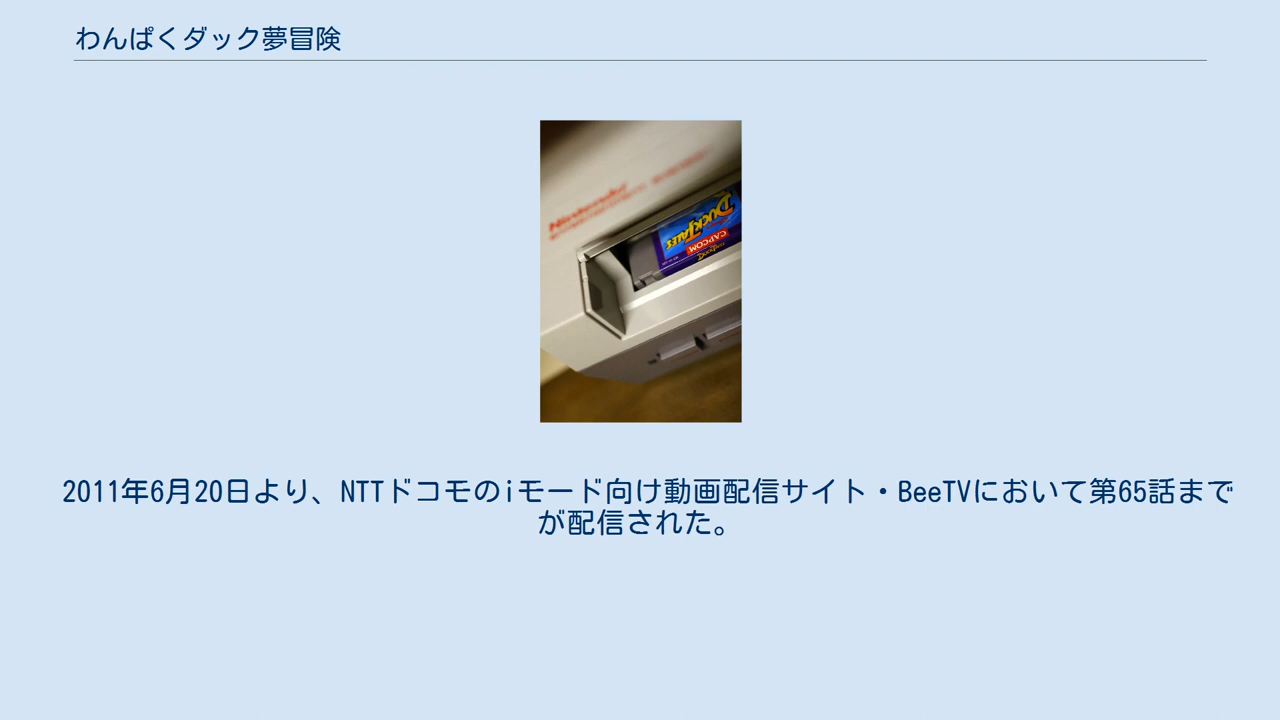 わんぱくダック夢冒険
Nintendo
DUCKTALES
CAPCOM
2011年6月20日より、NTTドコモのiモード向け動画配信サイト・BeeTVにおいて第65話まで
が配信された。